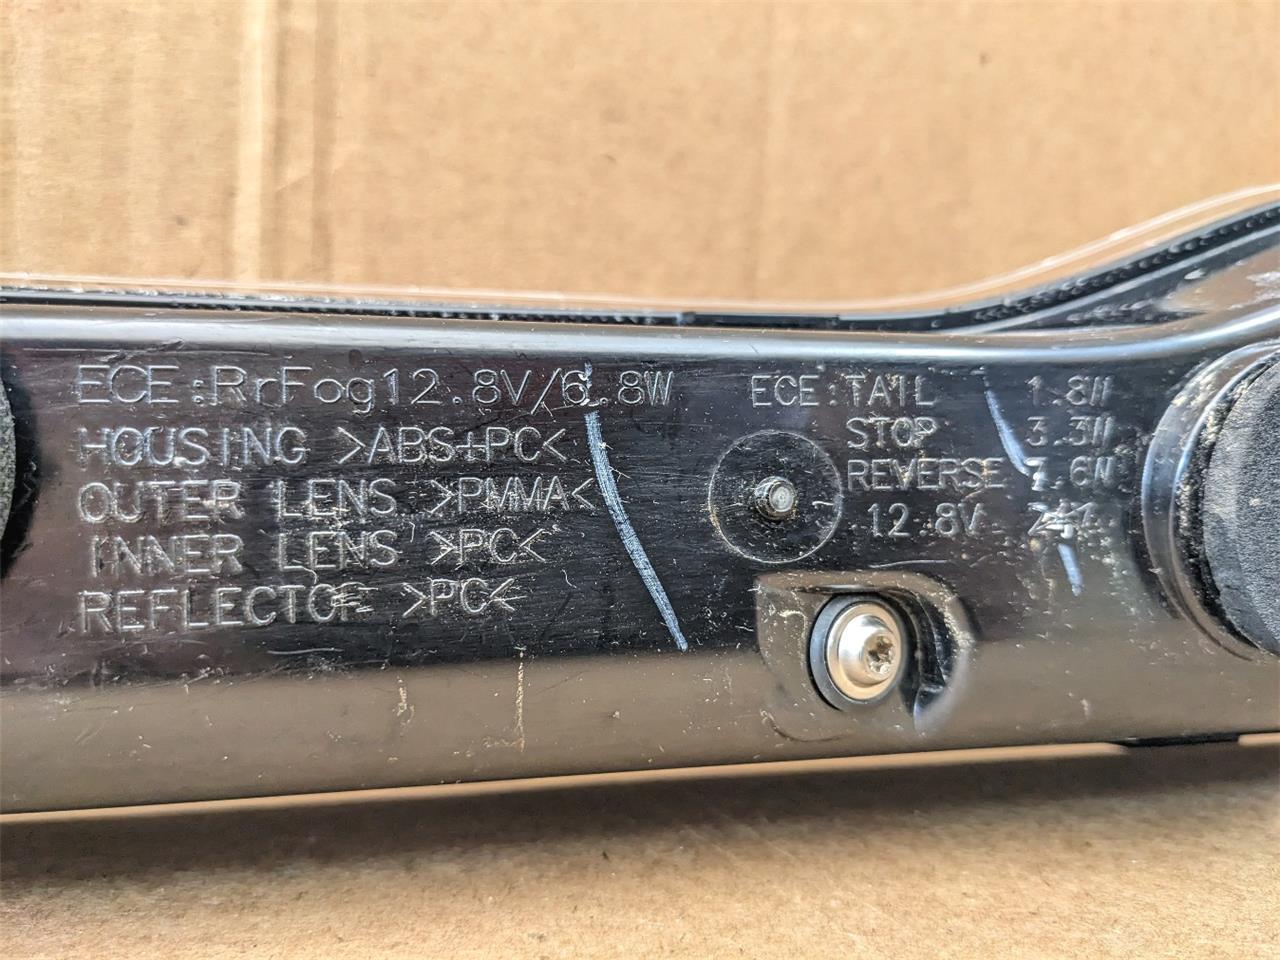 ECE:RrFog12.8V/6.8W
HOUSING >ABS+PC<
OUTER LENS >PMMA<
INNER LENS >PC<
REFLECTOR >PC<
ECE:TAIL 1.8W
STOP 3.3W
REVERSE 7.6W
12.8V